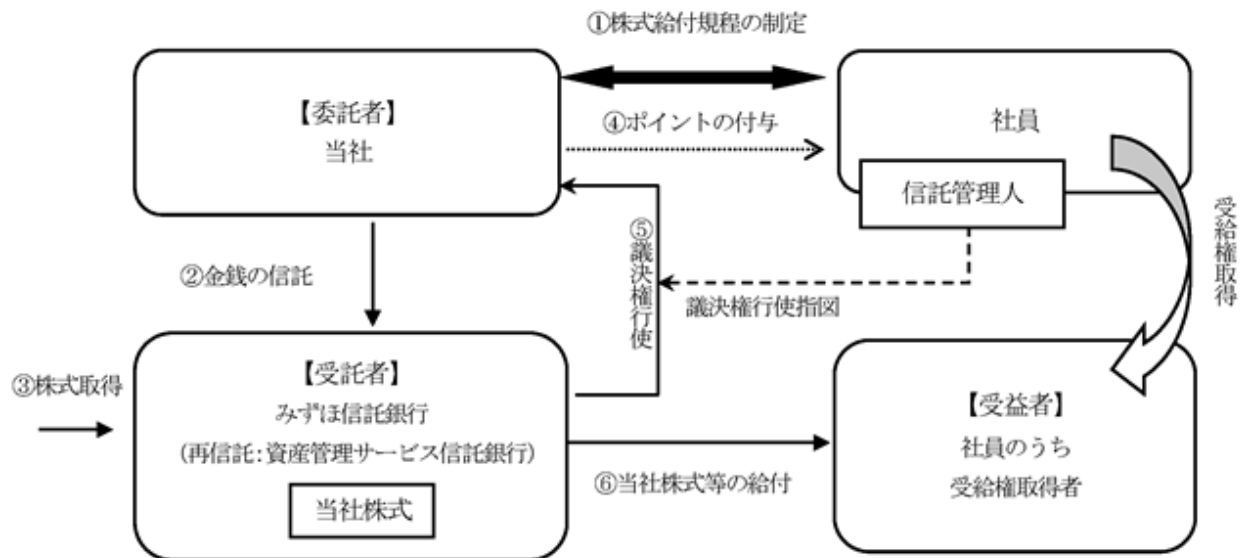 ①株式給付規程の制定
【委託者】
当社
④ポイントの付与
社員
信託管理人
受給権取得
②金銭の信託
⑤議決権行使
議決権行使指図
③株式取得
【受託者】
みずほ信託銀行
(再信託:資産管理サービス信託銀行)
当社株式
⑥当社株式等の給付
【受益者】
社員のうち
受給権取得者